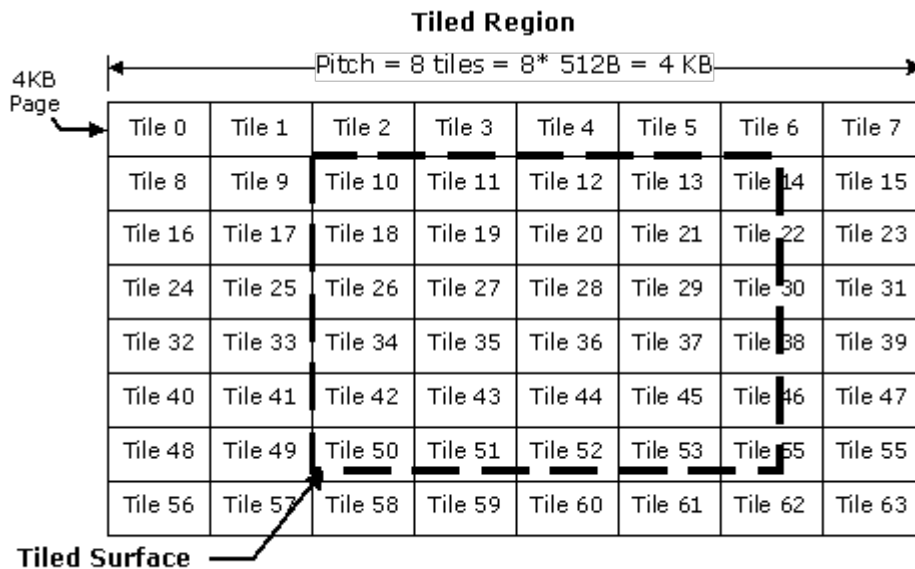 Tiled Region
Pitch = 8 tiles = 8* 512B = 4 KB
4KB
Page
Tile 0 Tile 1 Tile 2 Tile 3 Tile 4 Tile 5 Tile 6 Tile 7
Tile 8 Tile 9 Tile 10 Tile 11 Tile 12 Tile 13 Tile 14 Tile 15
Tile 16 Tile 17 Tile 18 Tile 19 Tile 20 Tile 21 Tile 22 Tile 23
Tile 24 Tile 25 Tile 26 Tile 27 Tile 28 Tile 29 Tile 30 Tile 31
Tile 32 Tile 33 Tile 34 Tile 35 Tile 36 Tile 37 Tile 38 Tile 39
Tile 40 Tile 41 Tile 42 Tile 43 Tile 44 Tile 45 Tile 46 Tile 47
Tile 48 Tile 49 Tile 50 Tile 51 Tile 52 Tile 53 Tile 55 Tile 55
Tile 56 Tile 57 Tile 58 Tile 59 Tile 60 Tile 61 Tile 62 Tile 63
Tiled Surface